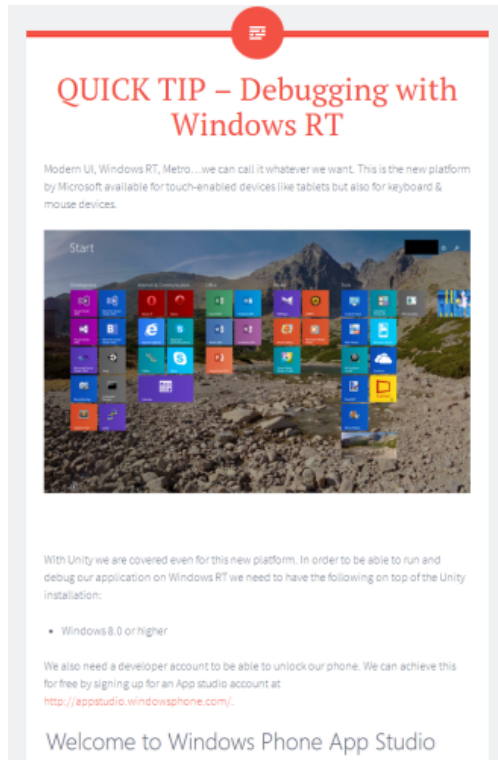 QUICK TIP – Debugging with
Windows RT
Modern UI, Windows RT, Metro…we can call it whatever we want. This is the new platform
by Microsoft available for touch-enabled devices like tablets but also for keyboard &
mouse devices.
Start
With Unity we are covered even for this new platform. In order to be able to run and
debug our application on Windows RT we need to have the following on top of the Unity
installation:
• Windows 8.0 or higher
We also need a developer account to be able to unlock our phone. We can achieve this
for free by signing up for an App studio account at
http://appstudio.windowsphone.com/.
Welcome to Windows Phone App Studio